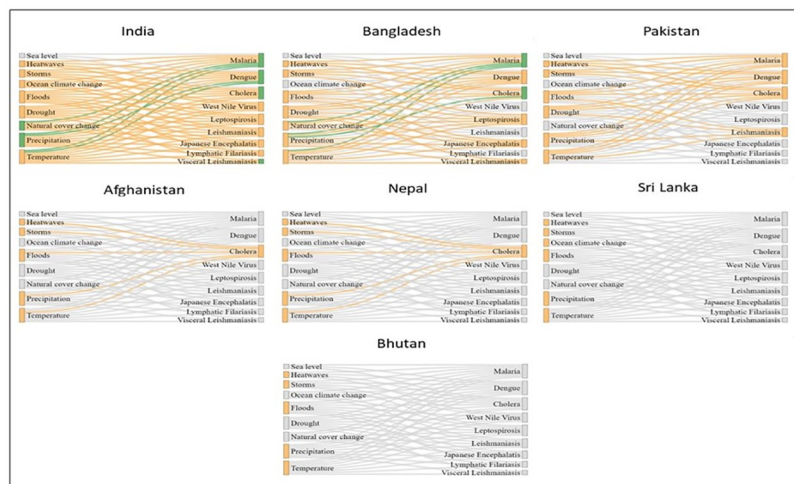 India
Sea level
Heatwaves
Storms
Ocean climate change
Floods
Drought
Natural cover change
Precipitation
Temperature
Malaria
Dengue
Cholera
West Nile Virus
Leptospirosis
Leishmaniasis
Japanese Encephalitis
Lymphatic Filariasis
Visceral Leishmaniasis
Bangladesh
Sea level
Heatwaves
Storms
Ocean climate change
Floods
Drought
Natural cover change
Precipitation
Temperature
Malaria
Dengue
Cholera
West Nile Virus
Leptospirosis
Leishmaniasis
Japanese Encephalitis
Lymphatic Filariasis
Visceral Leishmaniasis
Pakistan
Sea level
Heatwaves
Storms
Ocean climate change
Floods
Drought
Natural cover change
Precipitation
Temperature
Malaria
Dengue
Cholera
West Nile Virus
Leptospirosis
Leishmaniasis
Japanese Encephalitis
Lymphatic Filariasis
Visceral Leishmaniasis
Afghanistan
Sea level
Heatwaves
Storms
Ocean climate change
Floods
Drought
Natural cover change
Precipitation
Temperature
Malaria
Dengue
Cholera
West Nile Virus
Leptospirosis
Leishmaniasis
Japanese Encephalitis
Lymphatic Filariasis
Visceral Leishmaniasis
Nepal
Sea level
Heatwaves
Storms
Ocean climate change
Floods
Drought
Natural cover change
Precipitation
Temperature
Malaria
Dengue
Cholera
West Nile Virus
Leptospirosis
Leishmaniasis
Japanese Encephalitis
Lymphatic Filariasis
Visceral Leishmaniasis
Sri Lanka
Sea level
Heatwaves
Storms
Ocean climate change
Floods
Drought
Natural cover change
Precipitation
Temperature
Malaria
Dengue
Cholera
West Nile Virus
Leptospirosis
Leishmaniasis
Japanese Encephalitis
Lymphatic Filariasis
Visceral Leishmaniasis
Bhutan
Sea level
Heatwaves
Storms
Ocean climate change
Floods
Drought
Natural cover change
Precipitation
Temperature
Malaria
Dengue
Cholera
West Nile Virus
Leptospirosis
Leishmaniasis
Japanese Encephalitis
Lymphatic Filariasis
Visceral Leishmaniasis